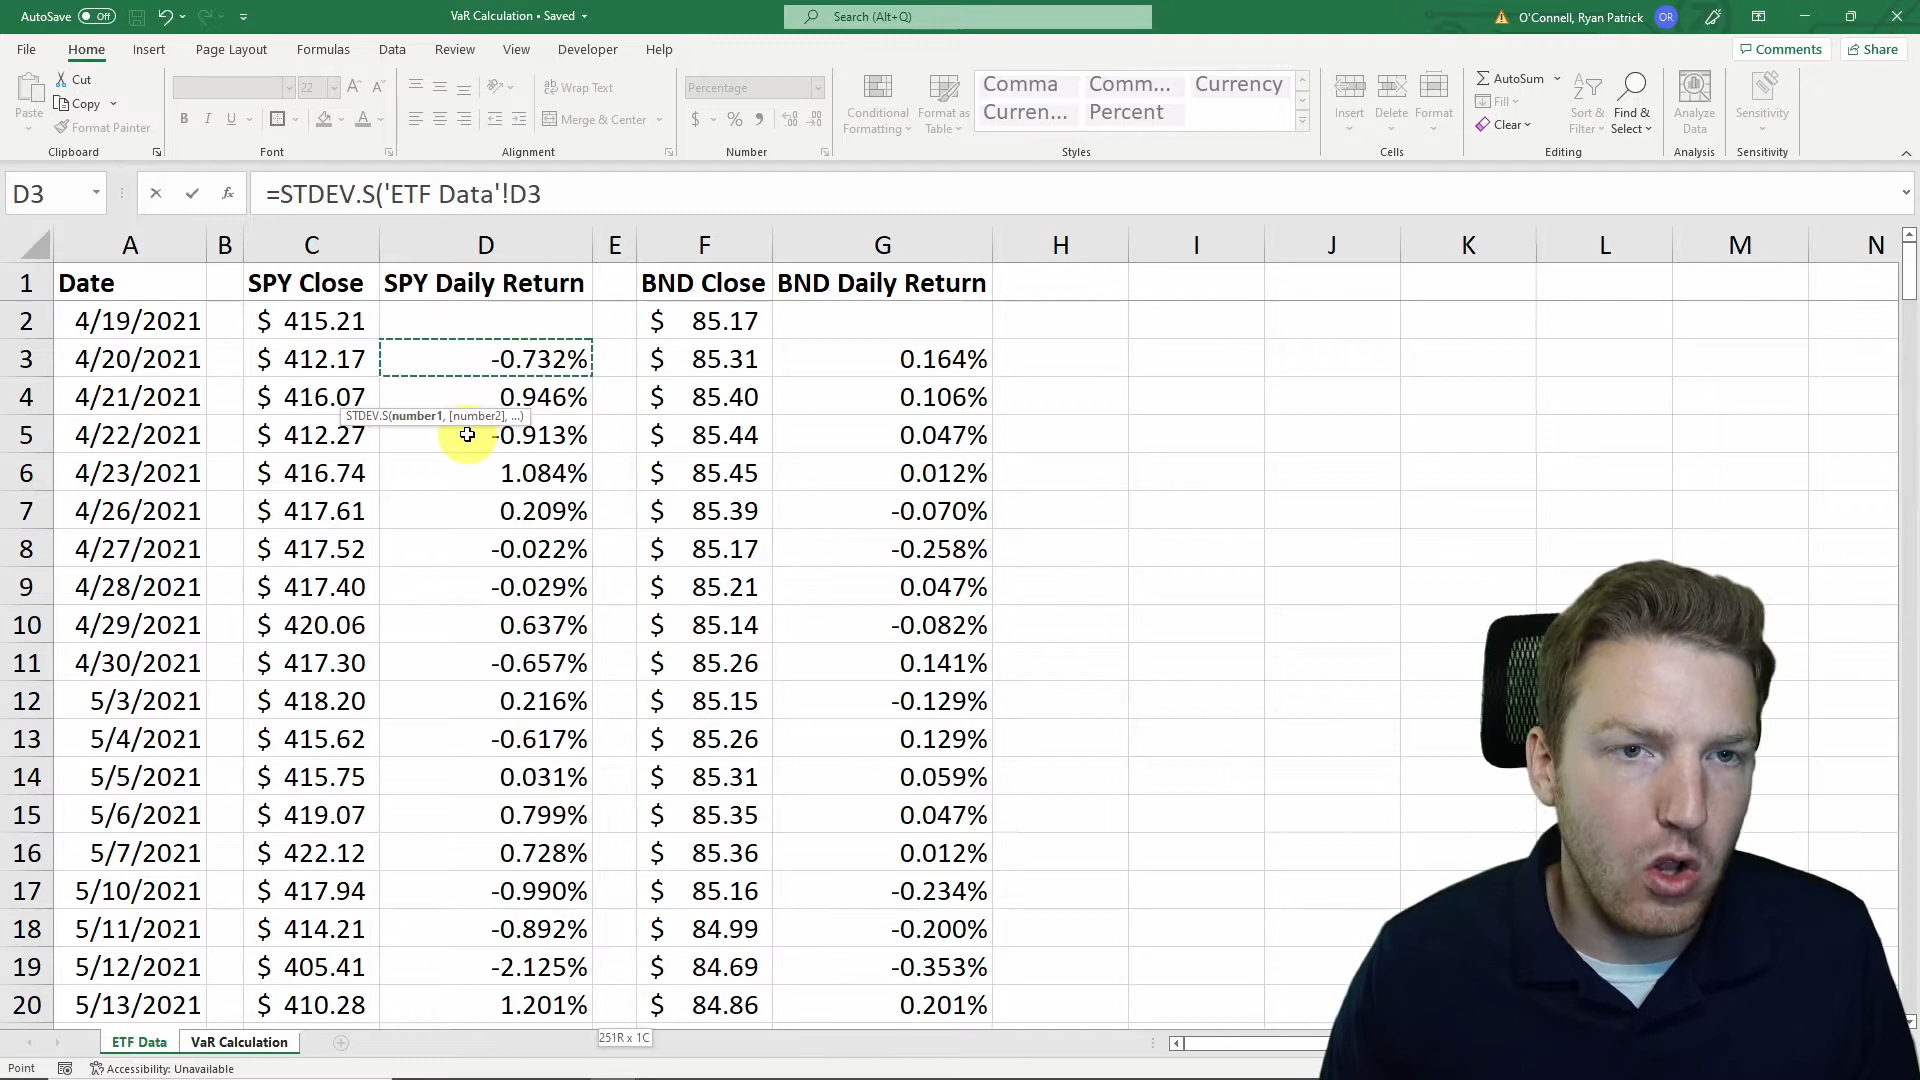 AutoSave Off VaR Calculation • Saved Search (Alt+Q) O'Connell, Ryan Patrick OR
File Home Insert Page Layout Formulas Data Review View Developer Help Comments Share
Paste Cut Copy Format Painter
Clipboard
22
B I U A
Font
Wrap Text
Merge & Center
Alignment
Percentage
$ % 9
Number
Conditional Formatting
Format as Table
Comma Comm... Currency
Curren... Percent
Styles
Insert Delete Format
Cells
AutoSum
Fill
Clear
Sort & Filter
Find & Select
Editing
Analyze Data
Analysis
Sensitivity
Sensitivity
D3 fx =STDEV.S('ETF Data'!D3
A B C D E F G H I J K L M N
1 Date SPY Close SPY Daily Return BND Close BND Daily Return
2 4/19/2021 $ 415.21 $ 85.17
3 4/20/2021 $ 412.17 -0.732% $ 85.31 0.164%
4 4/21/2021 $ 416.07 0.946% $ 85.40 0.106%
STDEV.S(number1, [number2], ...)
5 4/22/2021 $ 412.27 -0.913% $ 85.44 0.047%
6 4/23/2021 $ 416.74 1.084% $ 85.45 0.012%
7 4/26/2021 $ 417.61 0.209% $ 85.39 -0.070%
8 4/27/2021 $ 417.52 -0.022% $ 85.17 -0.258%
9 4/28/2021 $ 417.40 -0.029% $ 85.21 0.047%
10 4/29/2021 $ 420.06 0.637% $ 85.14 -0.082%
11 4/30/2021 $ 417.30 -0.657% $ 85.26 0.141%
12 5/3/2021 $ 418.20 0.216% $ 85.15 -0.129%
13 5/4/2021 $ 415.62 -0.617% $ 85.26 0.129%
14 5/5/2021 $ 415.75 0.031% $ 85.31 0.059%
15 5/6/2021 $ 419.07 0.799% $ 85.35 0.047%
16 5/7/2021 $ 422.12 0.728% $ 85.36 0.012%
17 5/10/2021 $ 417.94 -0.990% $ 85.16 -0.234%
18 5/11/2021 $ 414.21 -0.892% $ 84.99 -0.200%
19 5/12/2021 $ 405.41 -2.125% $ 84.69 -0.353%
20 5/13/2021 $ 410.28 1.201% $ 84.86 0.201%
ETF Data VaR Calculation 251R x 1C
Point Accessibility: Unavailable